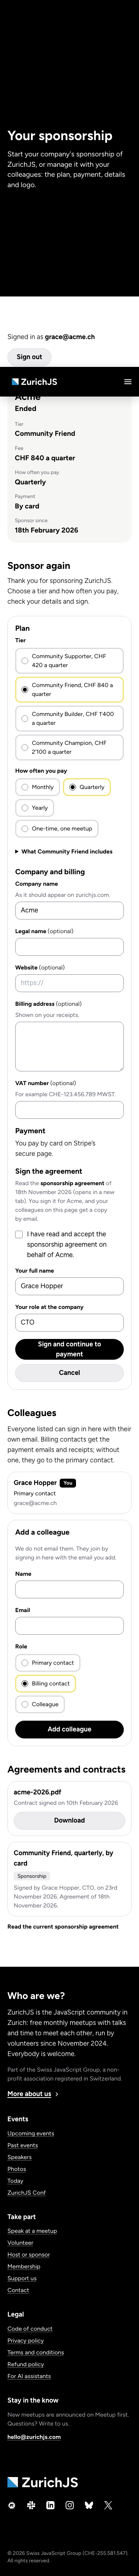 Your sponsorship
Start your company's sponsorship of
ZurichJS, or manage it with your
colleagues: the plan, payment, details
and logo.
ZurichJS
Signed in as grace@acme.ch
Sign out
Acme
Ended
Tier
Community Friend
Fee
CHF 840 a quarter
How often you pay
Quarterly
Payment
By card
Sponsor since
18th February 2026
Sponsor again
Thank you for sponsoring ZurichJS.
Choose a tier and how often you pay,
check your details and sign.
Plan
Tier
Community Supporter, CHF
420 a quarter
Community Friend, CHF 840 a
quarter
Community Builder, CHF 1'400
a quarter
Community Champion, CHF
2'100 a quarter
How often you pay
Monthly
Quarterly
Yearly
One-time, one meetup
What Community Friend includes
Company and billing
Company name
As it should appear on zurichjs.com.
Acme
Legal name (optional)
Website (optional)
https://
Billing address (optional)
Shown on your receipts.
VAT number (optional)
For example CHE-123.456.789 MWST.
Payment
You pay by card on Stripe's
secure page.
Sign the agreement
Read the sponsorship agreement of
18th November 2026 (opens in a new
tab). You sign it for Acme, and your
colleagues on this page get a copy
by email.
I have read and accept the
sponsorship agreement on
behalf of Acme.
Your full name
Grace Hopper
Your role at the company
CTO
Sign and continue to
payment
Cancel
Colleagues
Everyone listed can sign in here with their
own email. Billing contacts get the
payment emails and receipts; without
one, they go to the primary contact.
Grace Hopper You
Primary contact
grace@acme.ch
Add a colleague
We do not email them. They join by
signing in here with the email you add.
Name
Email
Role
Primary contact
Billing contact
Colleague
Add colleague
Agreements and contracts
acme-2026.pdf
Contract signed on 10th February 2026
Download
Community Friend, quarterly, by
card
Sponsorship
Signed by Grace Hopper, CTO, on 23rd
November 2026. Agreement of 18th
November 2026.
Read the current sponsorship agreement
Who are we?
ZurichJS is the JavaScript community in
Zurich: free monthly meetups with talks
and time to meet each other, run by
volunteers since November 2024.
Everybody is welcome.
Part of the Swiss JavaScript Group, a non-
profit association registered in Switzerland.
More about us
Events
Upcoming events
Past events
Speakers
Photos
Today
ZurichJS Conf
Take part
Speak at a meetup
Volunteer
Host or sponsor
Membership
Support us
Contact
Legal
Code of conduct
Privacy policy
Terms and conditions
Refund policy
For AI assistants
Stay in the know
New meetups are announced on Meetup first.
Questions? Write to us.
hello@zurichjs.com
ZurichJS
© 2026 Swiss JavaScript Group (CHE-255.581.547).
All rights reserved.